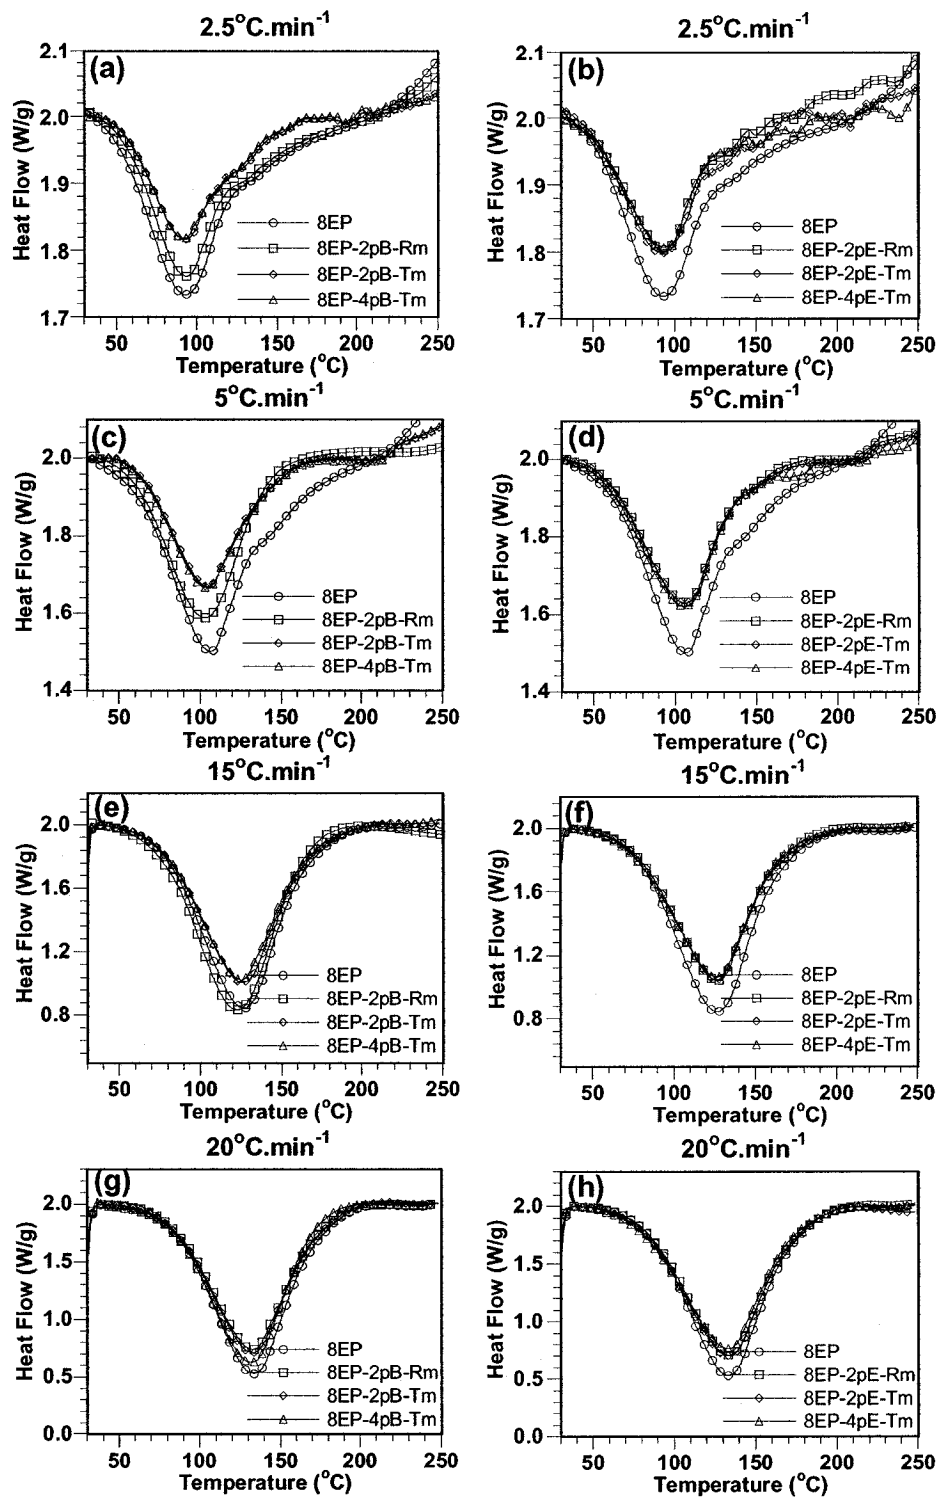 2.5°C.min⁻¹
(a)
Heat Flow (W/g)
2.1
2.0
1.9
1.8
1.7
8EP
8EP-2pB-Rm
8EP-2pB-Tm
8EP-4pB-Tm
50 100 150 200 250
Temperature (°C)
2.5°C.min⁻¹
(b)
Heat Flow (W/g)
2.1
2.0
1.9
1.8
1.7
8EP
8EP-2pE-Rm
8EP-2pE-Tm
8EP-4pE-Tm
50 100 150 200 250
Temperature (°C)
5°C.min⁻¹
(c)
Heat Flow (W/g)
2.0
1.8
1.6
1.4
8EP
8EP-2pB-Rm
8EP-2pB-Tm
8EP-4pB-Tm
50 100 150 200 250
Temperature (°C)
5°C.min⁻¹
(d)
Heat Flow (W/g)
2.0
1.8
1.6
1.4
8EP
8EP-2pE-Rm
8EP-2pE-Tm
8EP-4pE-Tm
50 100 150 200 250
Temperature (°C)
15°C.min⁻¹
(e)
Heat Flow (W/g)
2.0
1.6
1.2
0.8
8EP
8EP-2pB-Rm
8EP-2pB-Tm
8EP-4pB-Tm
50 100 150 200 250
Temperature (°C)
15°C.min⁻¹
(f)
Heat Flow (W/g)
2.0
1.6
1.2
0.8
8EP
8EP-2pE-Rm
8EP-2pE-Tm
8EP-4pE-Tm
50 100 150 200 250
Temperature (°C)
20°C.min⁻¹
(g)
Heat Flow (W/g)
2.0
1.5
1.0
0.5
0.0
8EP
8EP-2pB-Rm
8EP-2pB-Tm
8EP-4pB-Tm
50 100 150 200 250
Temperature (°C)
20°C.min⁻¹
(h)
Heat Flow (W/g)
2.0
1.5
1.0
0.5
0.0
8EP
8EP-2pE-Rm
8EP-2pE-Tm
8EP-4pE-Tm
50 100 150 200 250
Temperature (°C)